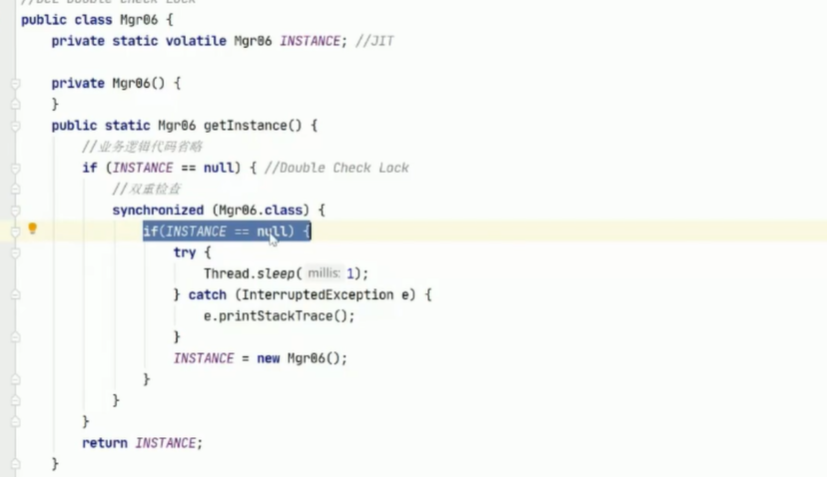 //DCL Double Check Lock
public class Mgr06 {
private static volatile Mgr06 INSTANCE; //JIT
private Mgr06() {
}
public static Mgr06 getInstance() {
//业务逻辑代码省略
if (INSTANCE == null) { //Double Check Lock
//双重检查
synchronized (Mgr06.class) {
if(INSTANCE == null) {
try {
Thread.sleep( millis: 1);
} catch (InterruptedException e) {
e.printStackTrace();
}
INSTANCE = new Mgr06();
}
}
}
return INSTANCE;
}